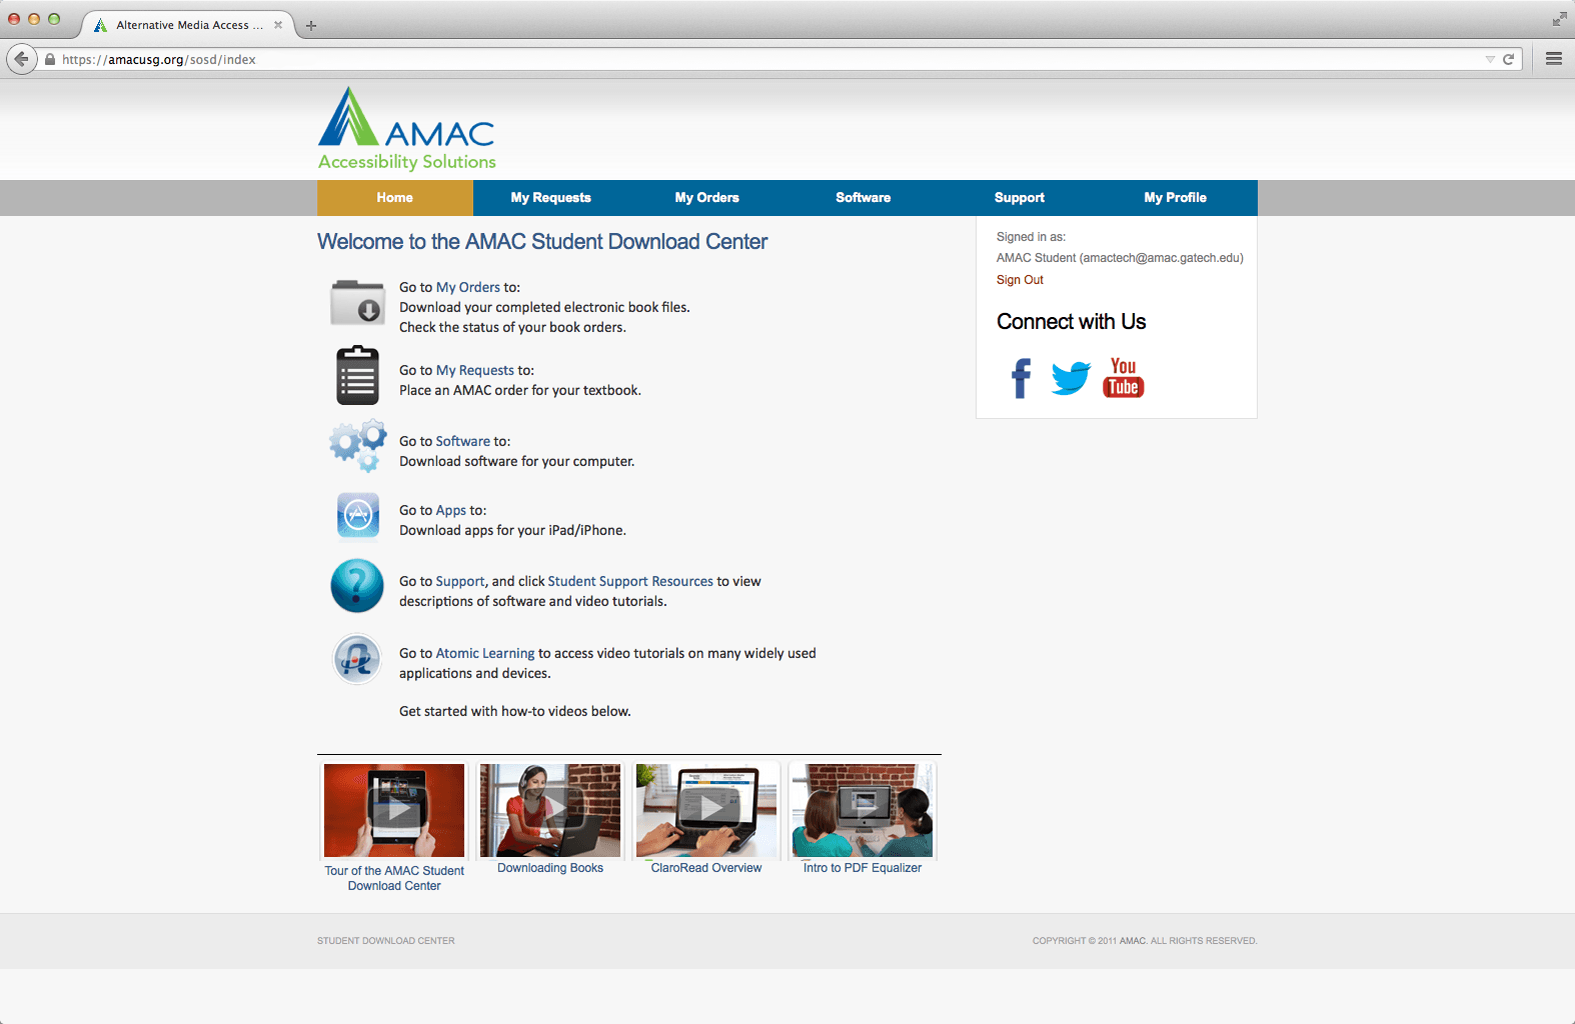 Alternative Media Access ...
https://amacusg.org/sosd/index
AMAC
Accessibility Solutions
Home
My Requests
My Orders
Software
Support
My Profile
Welcome to the AMAC Student Download Center
Go to My Orders to:
Download your completed electronic book files.
Check the status of your book orders.
Go to My Requests to:
Place an AMAC order for your textbook.
Go to Software to:
Download software for your computer.
Go to Apps to:
Download apps for your iPad/iPhone.
Go to Support, and click Student Support Resources to view
descriptions of software and video tutorials.
Go to Atomic Learning to access video tutorials on many widely used
applications and devices.
Get started with how-to videos below.
Signed in as:
AMAC Student (amactech@amac.gatech.edu)
Sign Out
Connect with Us
You
Tube
Tour of the AMAC Student
Download Center
Downloading Books
ClaroRead Overview
Intro to PDF Equalizer
STUDENT DOWNLOAD CENTER
COPYRIGHT © 2011 AMAC. ALL RIGHTS RESERVED.